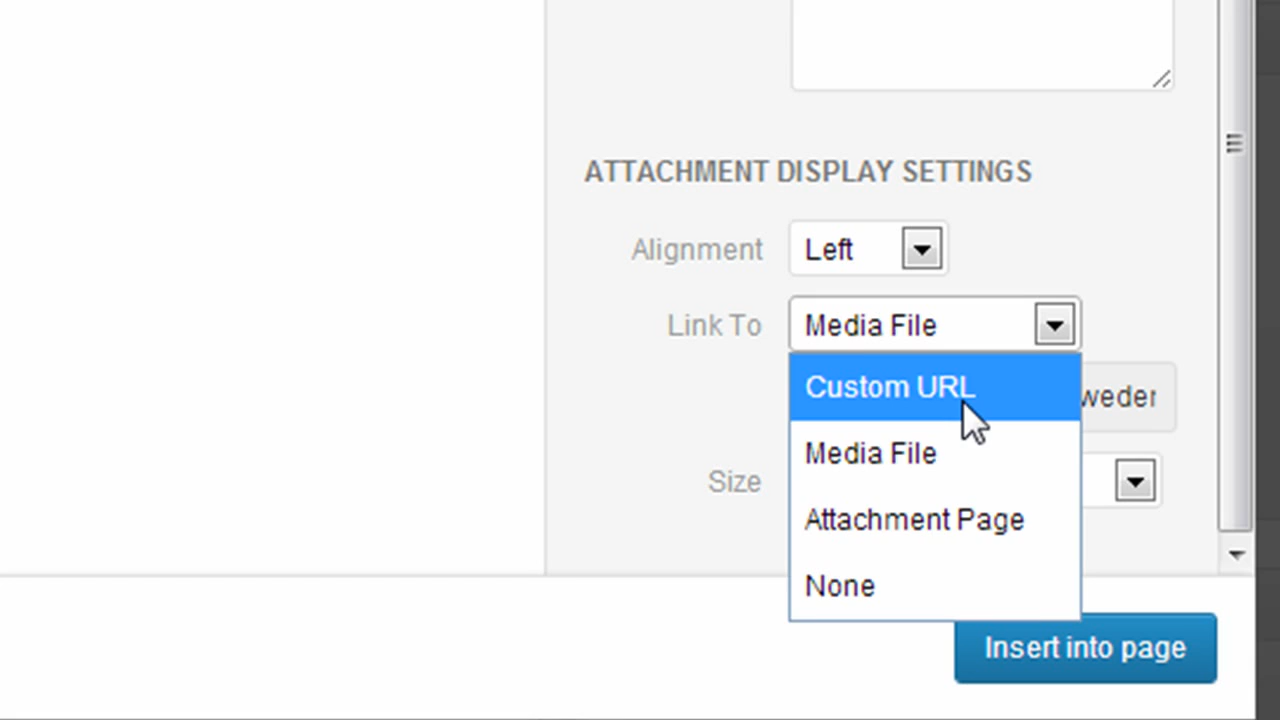 ATTACHMENT DISPLAY SETTINGS
Alignment Left
Link To Media File
Custom URL
Media File
Size
Attachment Page
None
Insert into page